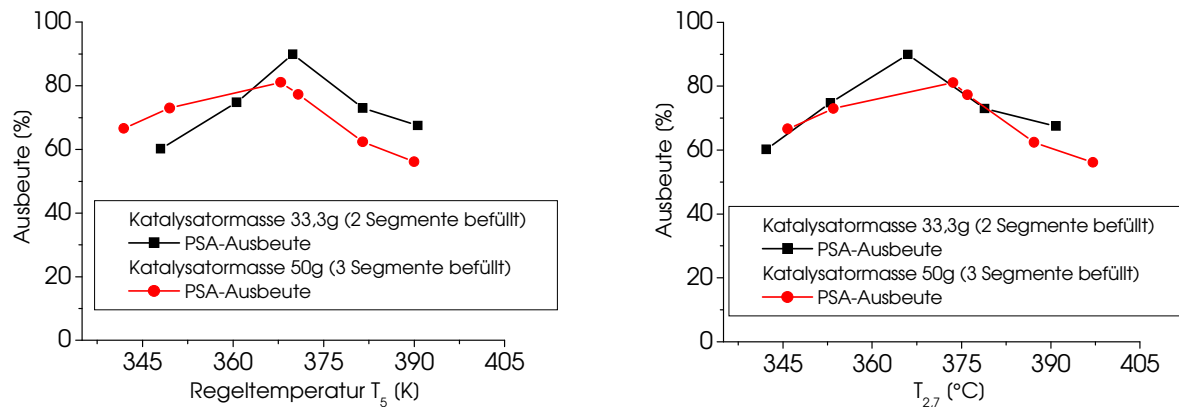 100
80
60
40
20
0
Ausbeute (%)
Katalysatormasse 33,3g (2 Segmente befüllt)
PSA-Ausbeute
Katalysatormasse 50g (3 Segmente befüllt)
PSA-Ausbeute
345 360 375 390 405
Regeltemperatur T5 (K)
100
80
60
40
20
0
Ausbeute (%)
Katalysatormasse 33,3g (2 Segmente befüllt)
PSA-Ausbeute
Katalysatormasse 50g (3 Segmente befüllt)
PSA-Ausbeute
345 360 375 390 405
T2,7 (°C)